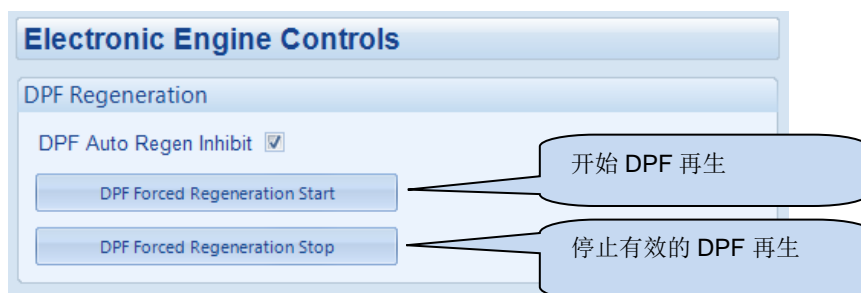 Electronic Engine Controls
DPF Regeneration
DPF Auto Regen Inhibit
DPF Forced Regeneration Start
开始 DPF 再生
DPF Forced Regeneration Stop
停止有效的 DPF 再生